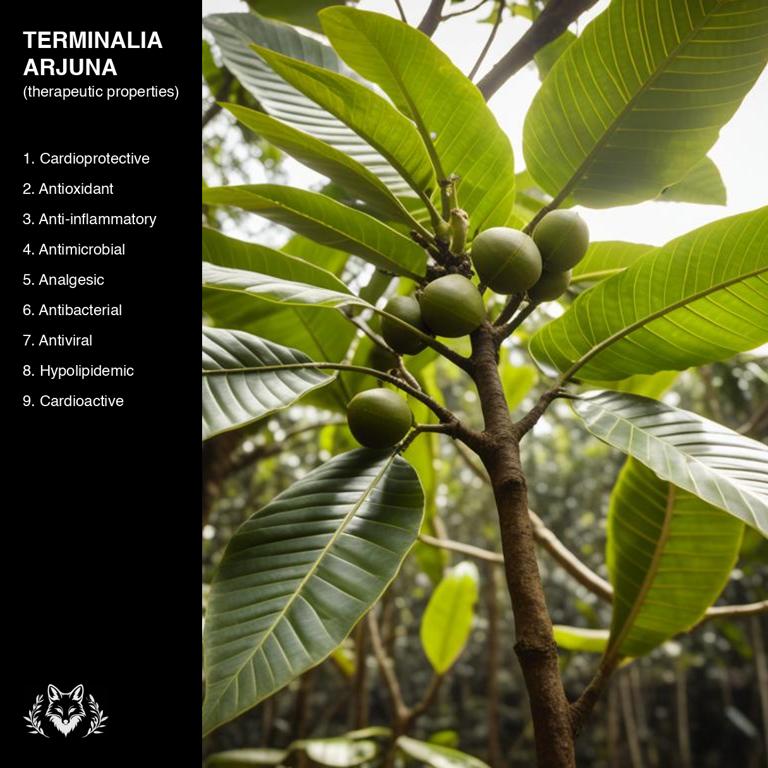 TERMINALIA
ARJUNA
(therapeutic properties)
1. Cardioprotective
2. Antioxidant
3. Anti-inflammatory
4. Antimicrobial
5. Analgesic
6. Antibacterial
7. Antiviral
8. Hypolipidemic
9. Cardioactive